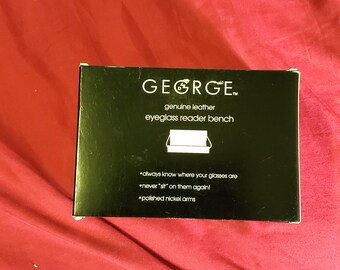 GEORGE™
genuine leather
eyeglass reader bench
•always know where your glasses are
•never "sit" on them again!
•polished nickel arms